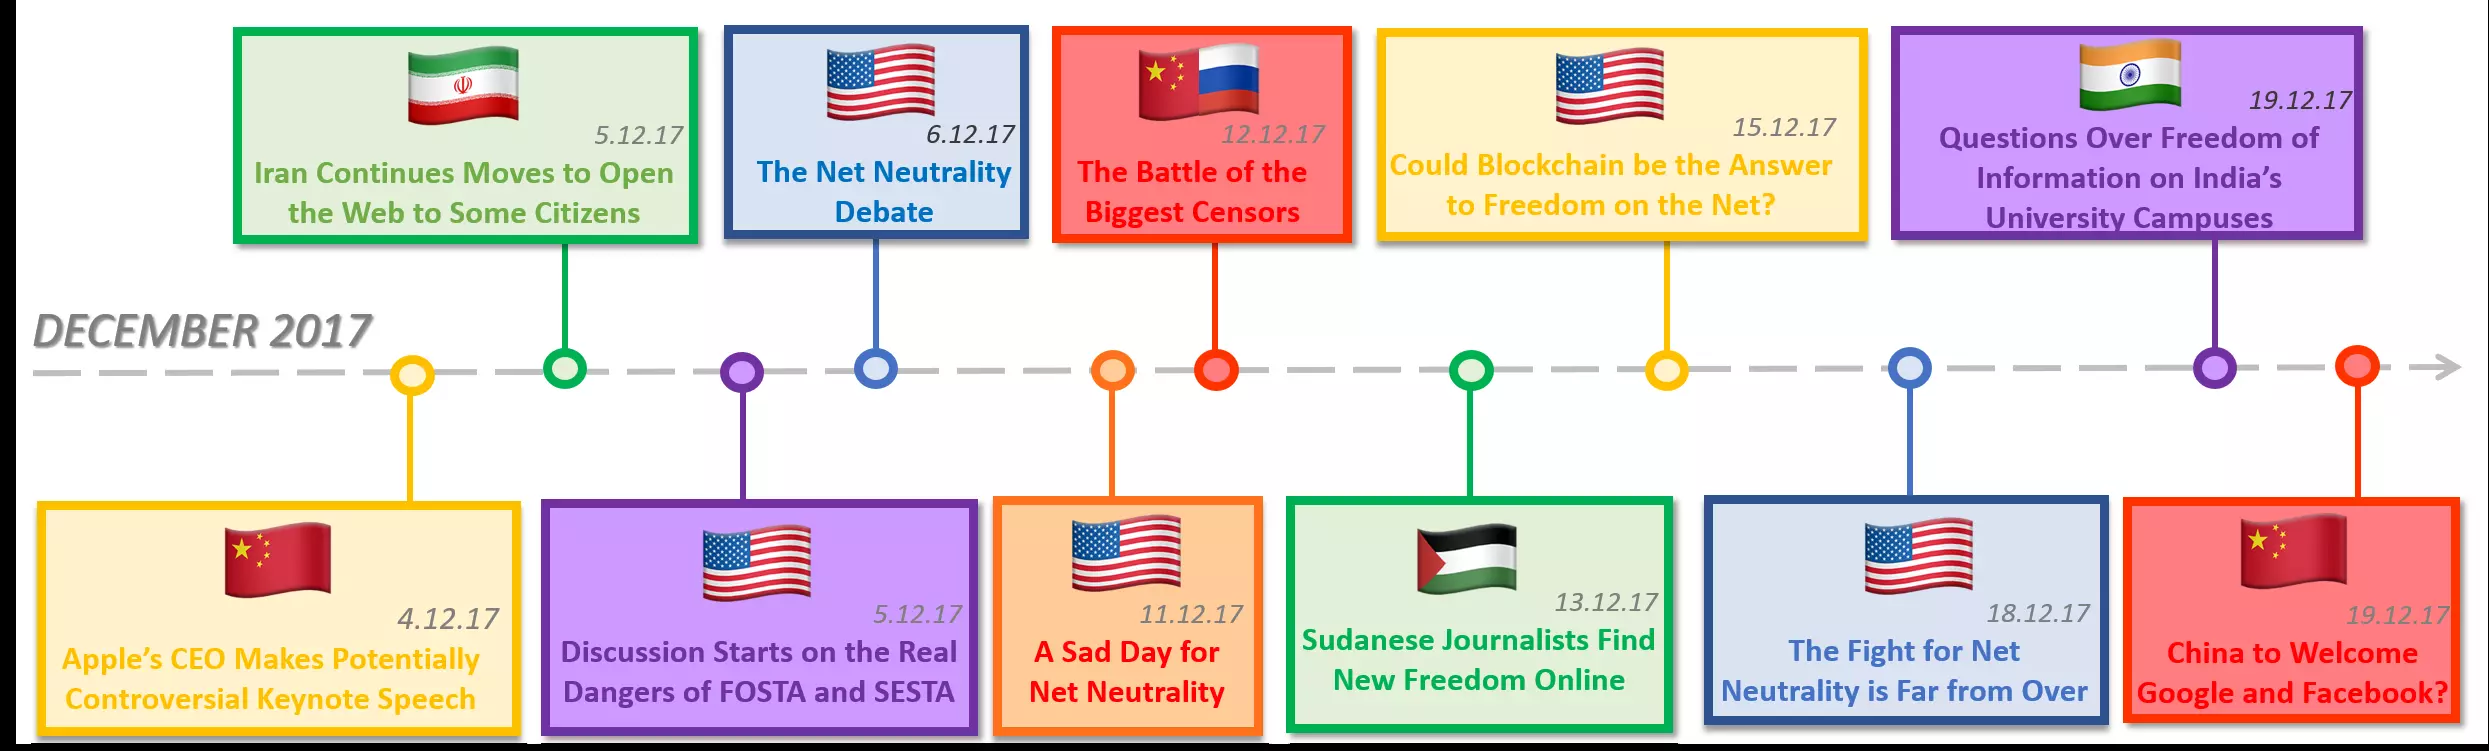 5.12.17
Iran Continues Moves to Open
the Web to Some Citizens
6.12.17
The Net Neutrality
Debate
12.12.17
The Battle of the
Biggest Censors
15.12.17
Could Blockchain be the Answer
to Freedom on the Net?
19.12.17
Questions Over Freedom of
Information on India's
University Campuses
DECEMBER 2017
4.12.17
Apple's CEO Makes Potentially
Controversial Keynote Speech
5.12.17
Discussion Starts on the Real
Dangers of FOSTA and SESTA
11.12.17
A Sad Day for
Net Neutrality
13.12.17
Sudanese Journalists Find
New Freedom Online
18.12.17
The Fight for Net
Neutrality is Far from Over
19.12.17
China to Welcome
Google and Facebook?